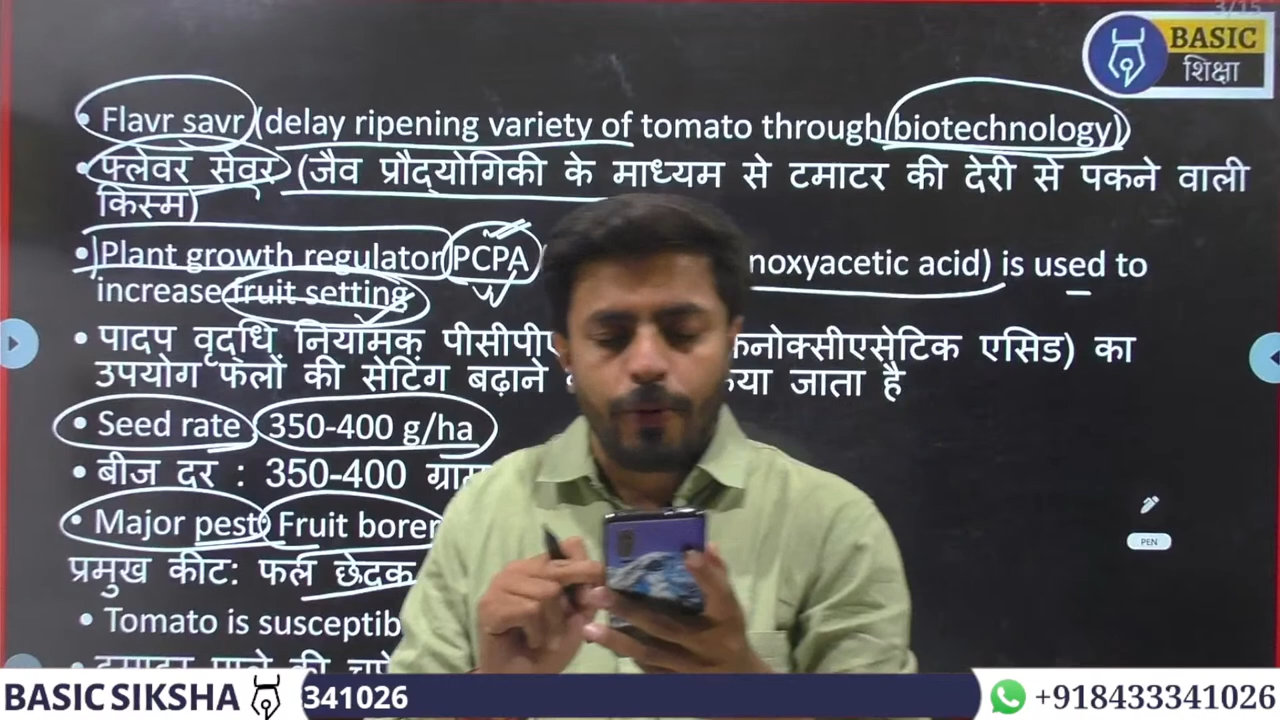 3/15
BASIC
शिक्षा
• Flavr savr (delay ripening variety of tomato through biotechnology)
• फ्लेवर सेवर (जैव प्रौद्योगिकी के माध्यम से टमाटर की देरी से पकने वाली
किस्म)
• Plant growth regulator PCPA noxyacetic acid) is used to
increase fruit setting
• पादप वृद्धि नियामक पीसीपी नोक्सीएसेटिक एसिड) का
उपयोग फलों की सेटिंग बढ़ाने जाता है
• Seed rate 350-400 g/ha
• बीज दर : 350-400
• Major pest: Fruit borer
प्रमुख कीट: फल छेदक
• Tomato is susceptib
की
PEN
BASIC SIKSHA 341026 +918433341026